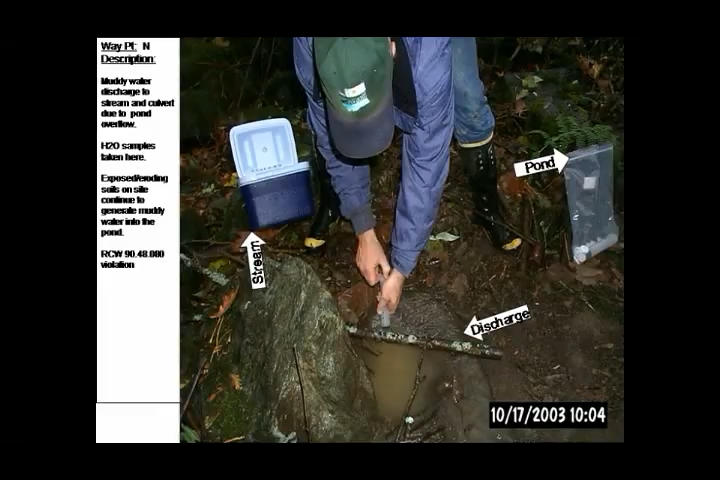 Way Pt: N
Description:
Muddy water
discharge to
stream and culvert
due to pond
overflow.
H2O samples
taken here.
Exposed/eroding
soils on site
continue to
generate muddy
water into the
pond.
RCW 90.48.080
violation
Pond
Stream
Discharge
10/17/2003 10:04